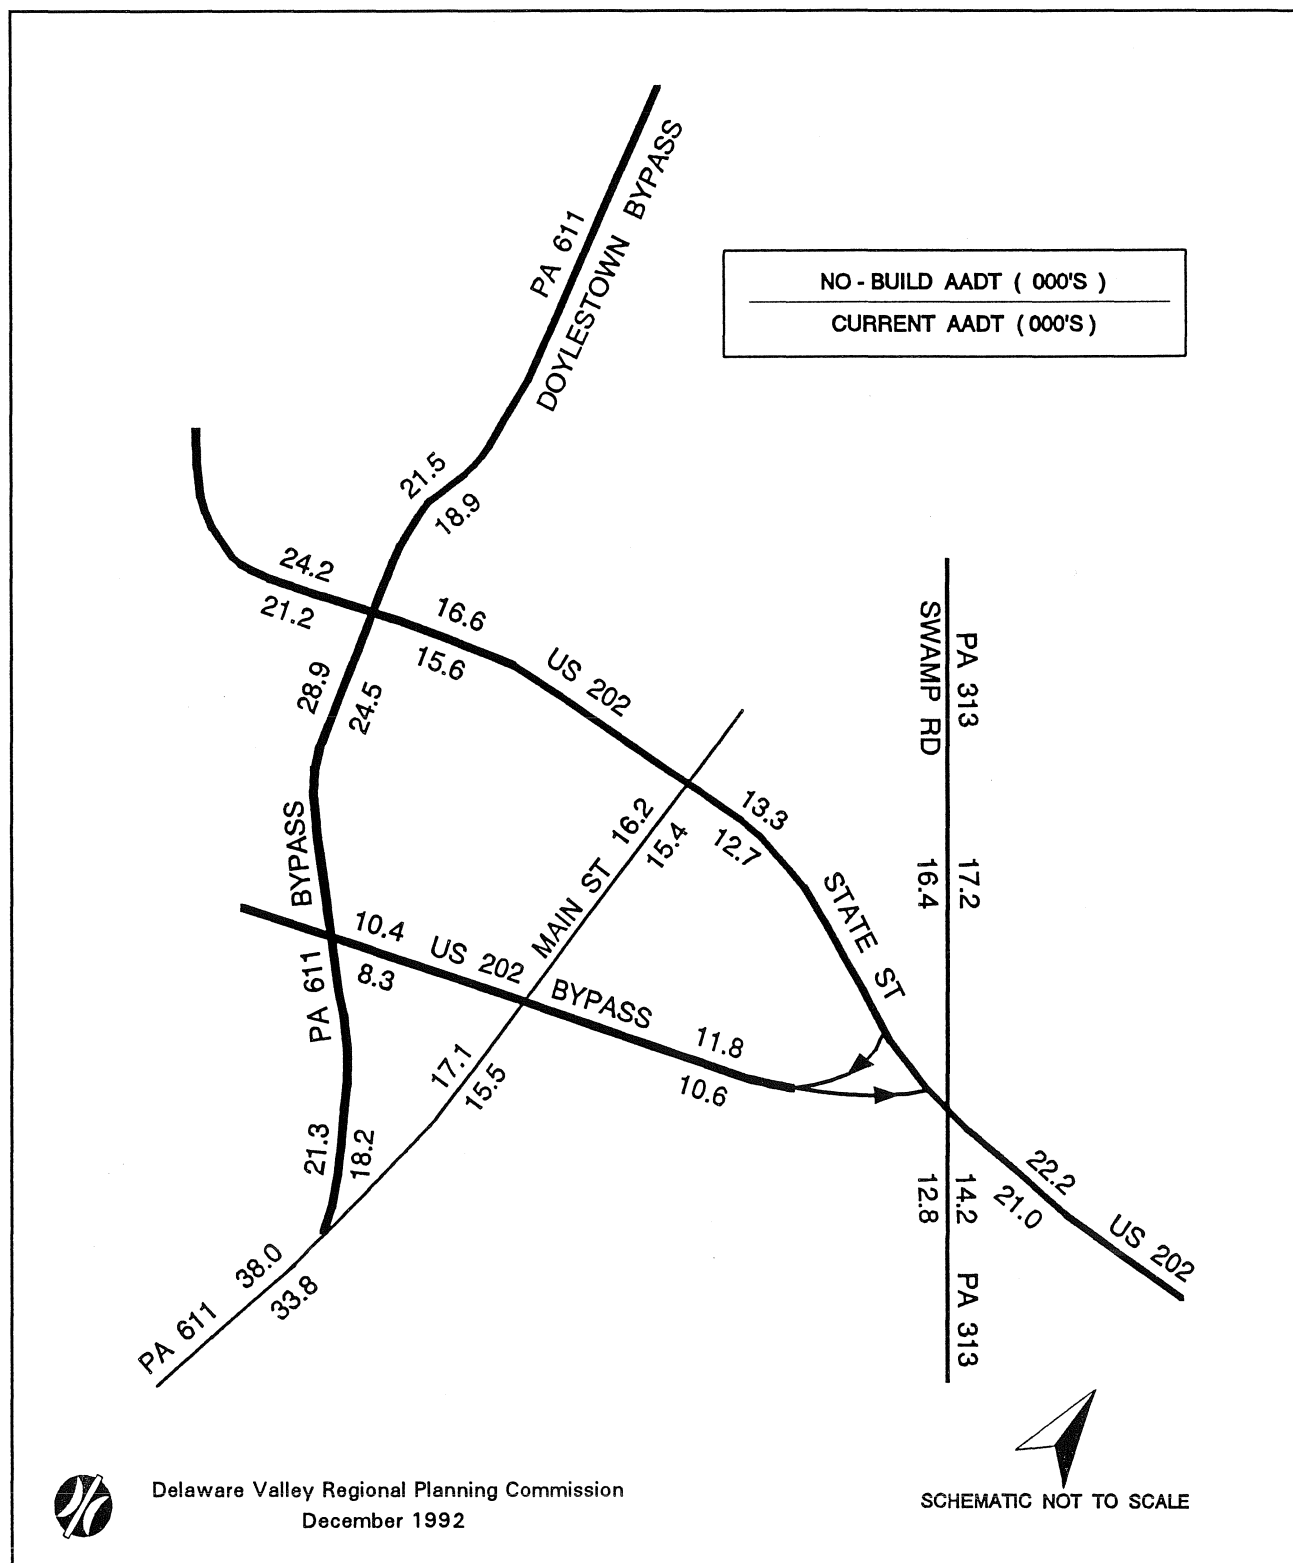 PA 611
DOYLESTOWN BYPASS
NO - BUILD AADT ( 000'S )
CURRENT AADT ( 000'S )
21.5
18.9
24.2
21.2
16.6
15.6
US 202
28.9
24.5
PA 313
SWAMP RD
16.2
15.4
13.3
12.7
MAIN ST
BYPASS
PA 611
STATE ST
17.2
16.4
10.4
8.3
US 202
BYPASS
11.8
10.6
17.1
15.5
21.3
18.2
22.2
21.0
14.2
12.8
US 202
38.0
33.8
PA 611
PA 313
Delaware Valley Regional Planning Commission
December 1992
SCHEMATIC NOT TO SCALE